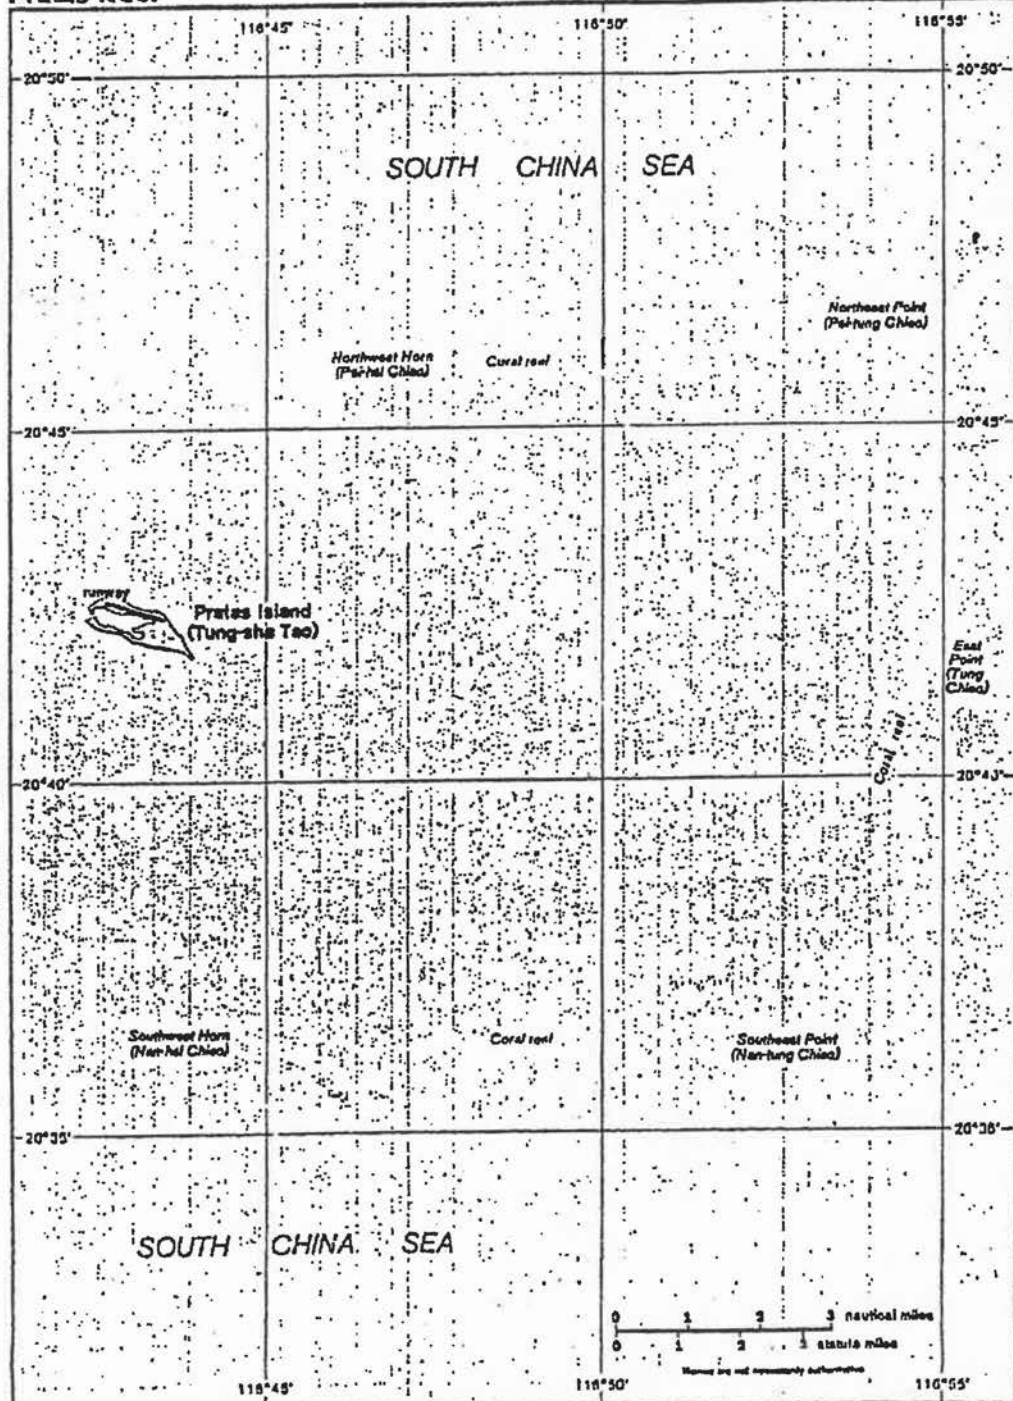 116°45'
116°50'
116°55'
20°50'
20°50'
SOUTH CHINA SEA
Northeast Point
(Pei-tung Chiao)
Northwest Horn
(Pei-hsi Chiao)
Coral reef
20°45'
20°45'
runway
Pratas Island
(Tung-sha Tao)
East
Point
(Tung
Chiao)
Coral reef
20°40'
20°40'
Southwest Horn
(Nan-hsi Chiao)
Coral reef
Southeast Point
(Nan-tung Chiao)
20°35'
20°35'
SOUTH CHINA SEA
0 1 2 3 nautical miles
0 1 2 3 statute miles
Names are not necessarily authoritative
116°45'
116°50'
116°55'